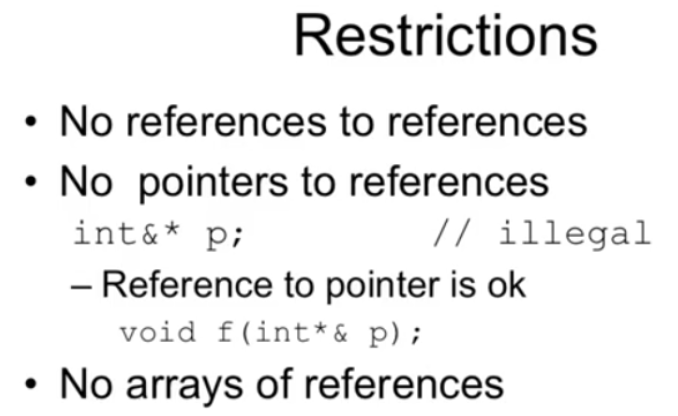 Restrictions
• No references to references
• No  pointers to references
int&* p;          // illegal
– Reference to pointer is ok
void f(int*& p);
• No arrays of references